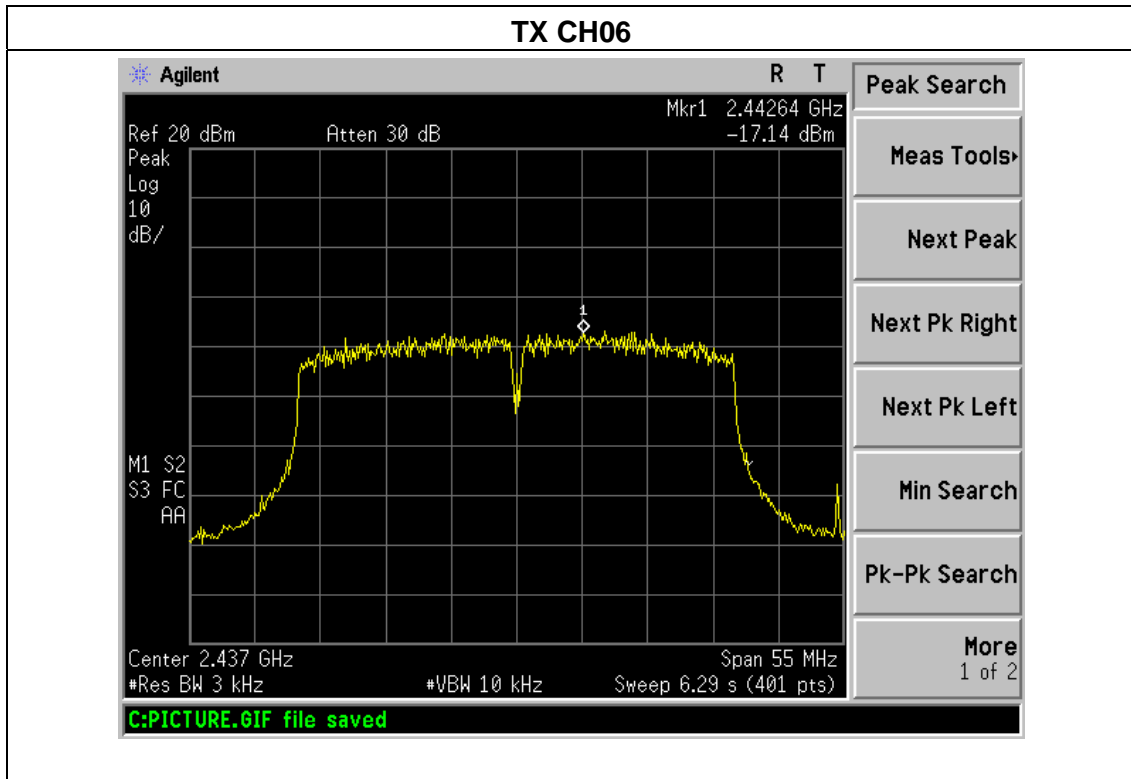 TX CH06
Agilent R T
Mkr1 2.44264 GHz
Ref 20 dBm Atten 30 dB -17.14 dBm
Peak
Log
10
dB/
1
M1 S2
S3 FC
AA
Center 2.437 GHz Span 55 MHz
#Res BW 3 kHz #VBW 10 kHz Sweep 6.29 s (401 pts)
C:PICTURE.GIF file saved
Peak Search
Meas Tools
Next Peak
Next Pk Right
Next Pk Left
Min Search
Pk-Pk Search
More
1 of 2